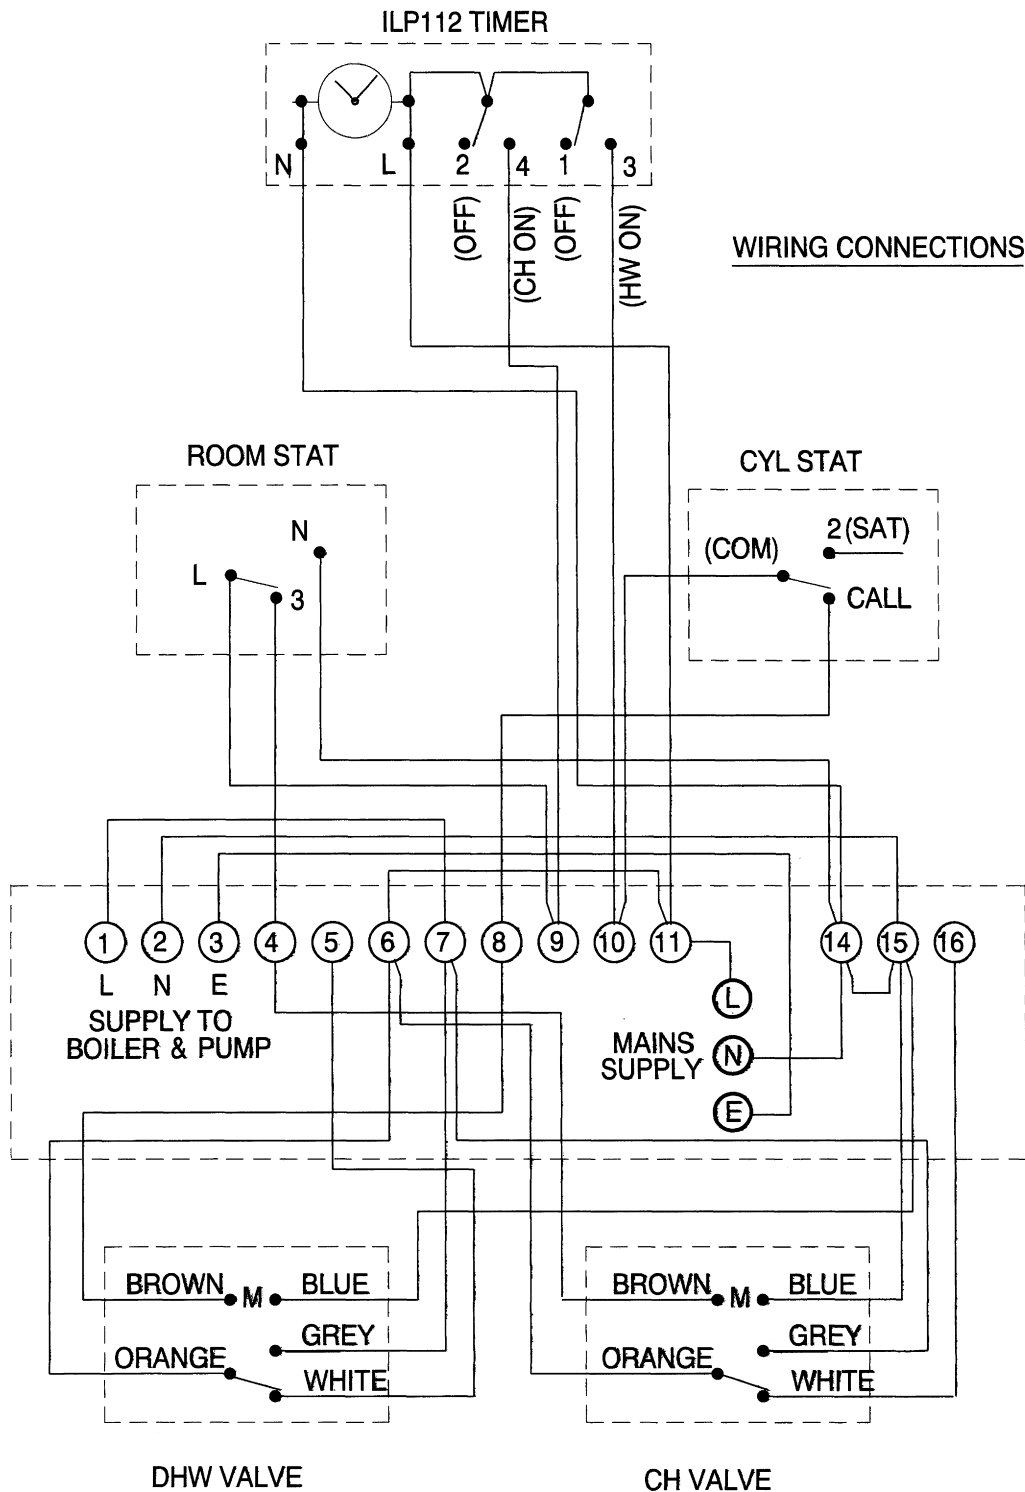 ILP112 TIMER
N L 2 4 1 3
(OFF) (CH ON) (OFF) (HW ON)
WIRING CONNECTIONS
ROOM STAT
N
L
3
CYL STAT
2 (SAT)
(COM)
CALL
1 2 3 4 5 6 7 8 9 10 11 14 15 16
L N E
SUPPLY TO
BOILER & PUMP
L
MAINS
SUPPLY
N
E
BROWN M BLUE
GREY
ORANGE
WHITE
DHW VALVE
BROWN M BLUE
GREY
ORANGE
WHITE
CH VALVE